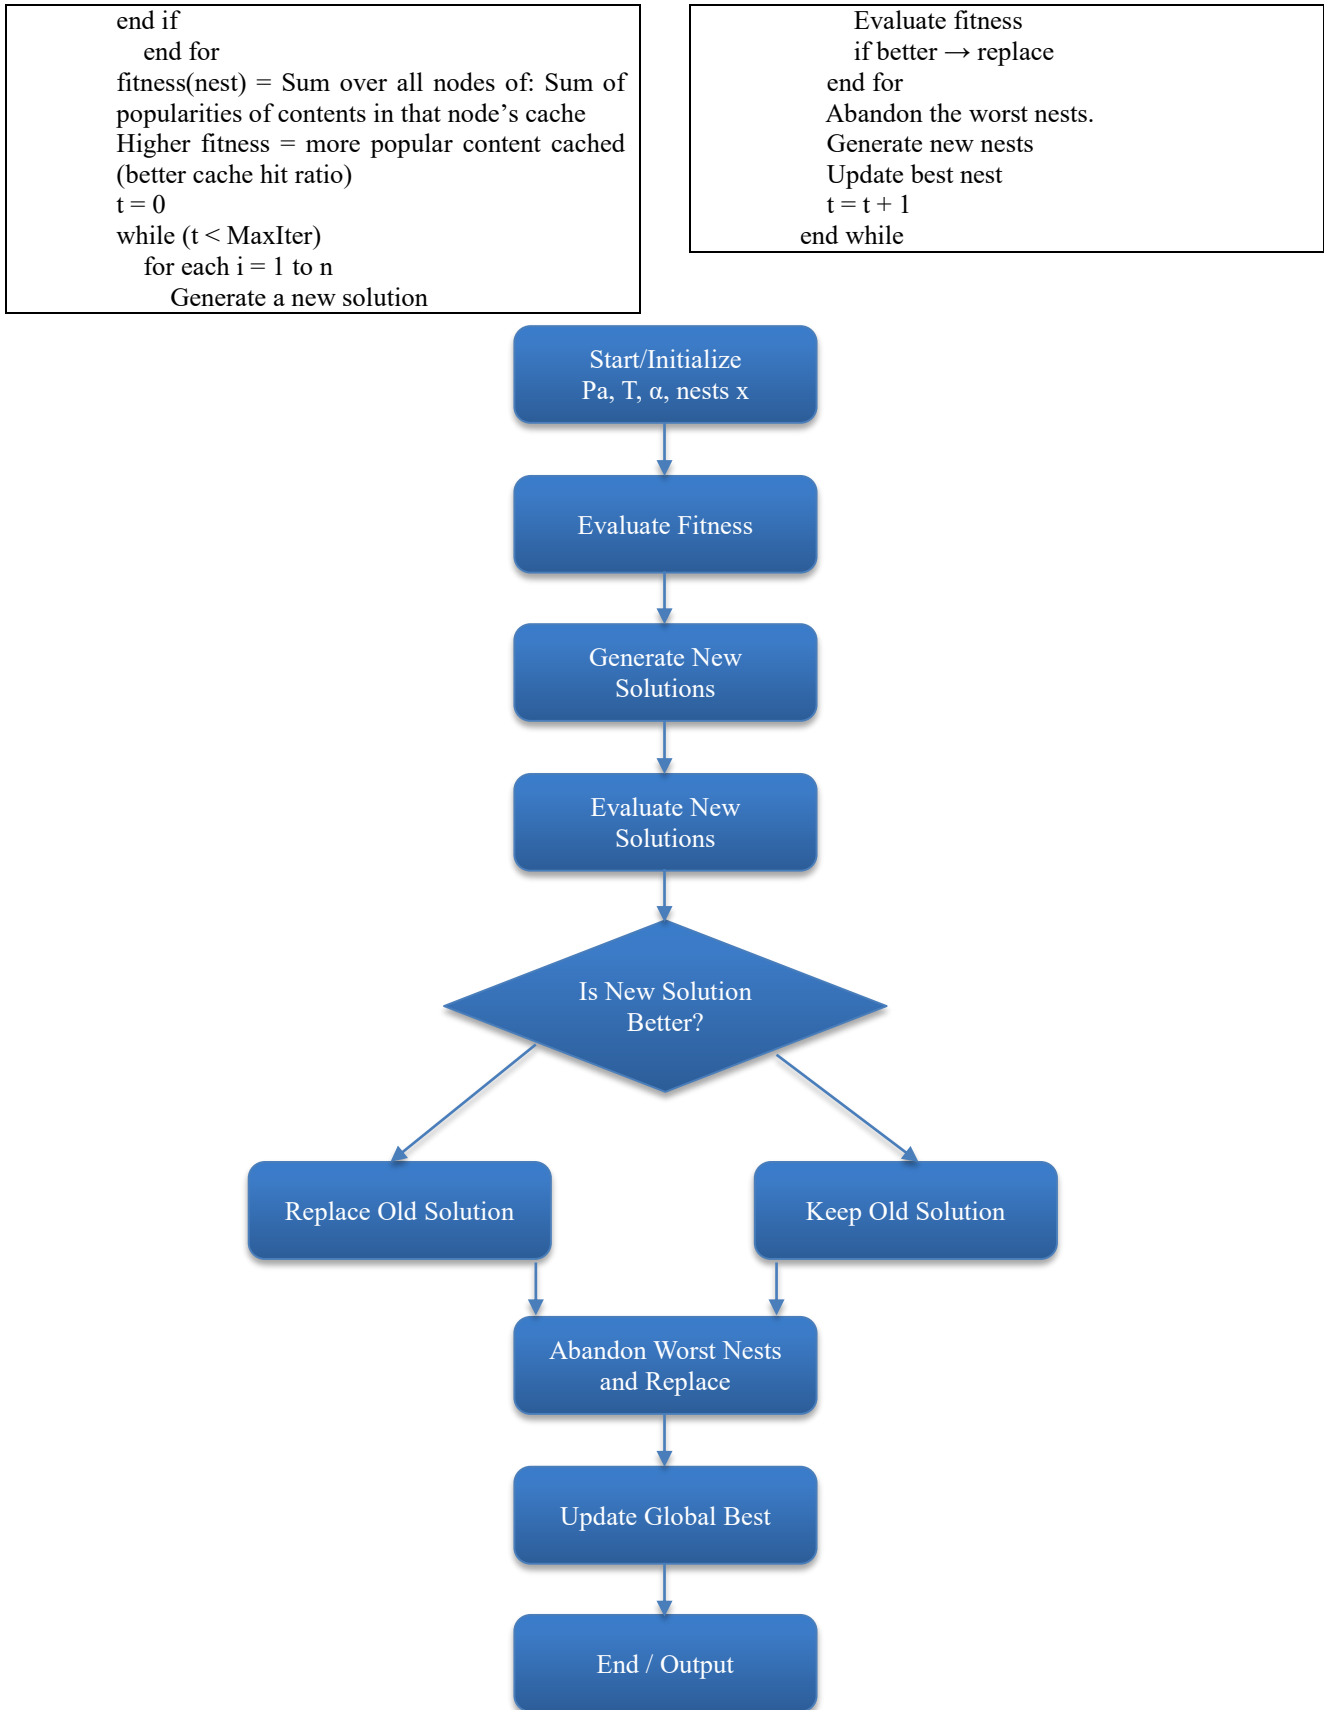 end if
end for
fitness(nest) = Sum over all nodes of: Sum of
popularities of contents in that node’s cache
Higher fitness = more popular content cached
(better cache hit ratio)
t = 0
while (t < MaxIter)
for each i = 1 to n
Generate a new solution
Evaluate fitness
if better → replace
end for
Abandon the worst nests.
Generate new nests
Update best nest
t = t + 1
end while
Start/Initialize
Pa, T, α, nests x
Evaluate Fitness
Generate New
Solutions
Evaluate New
Solutions
Is New Solution
Better?
Replace Old Solution
Keep Old Solution
Abandon Worst Nests
and Replace
Update Global Best
End / Output